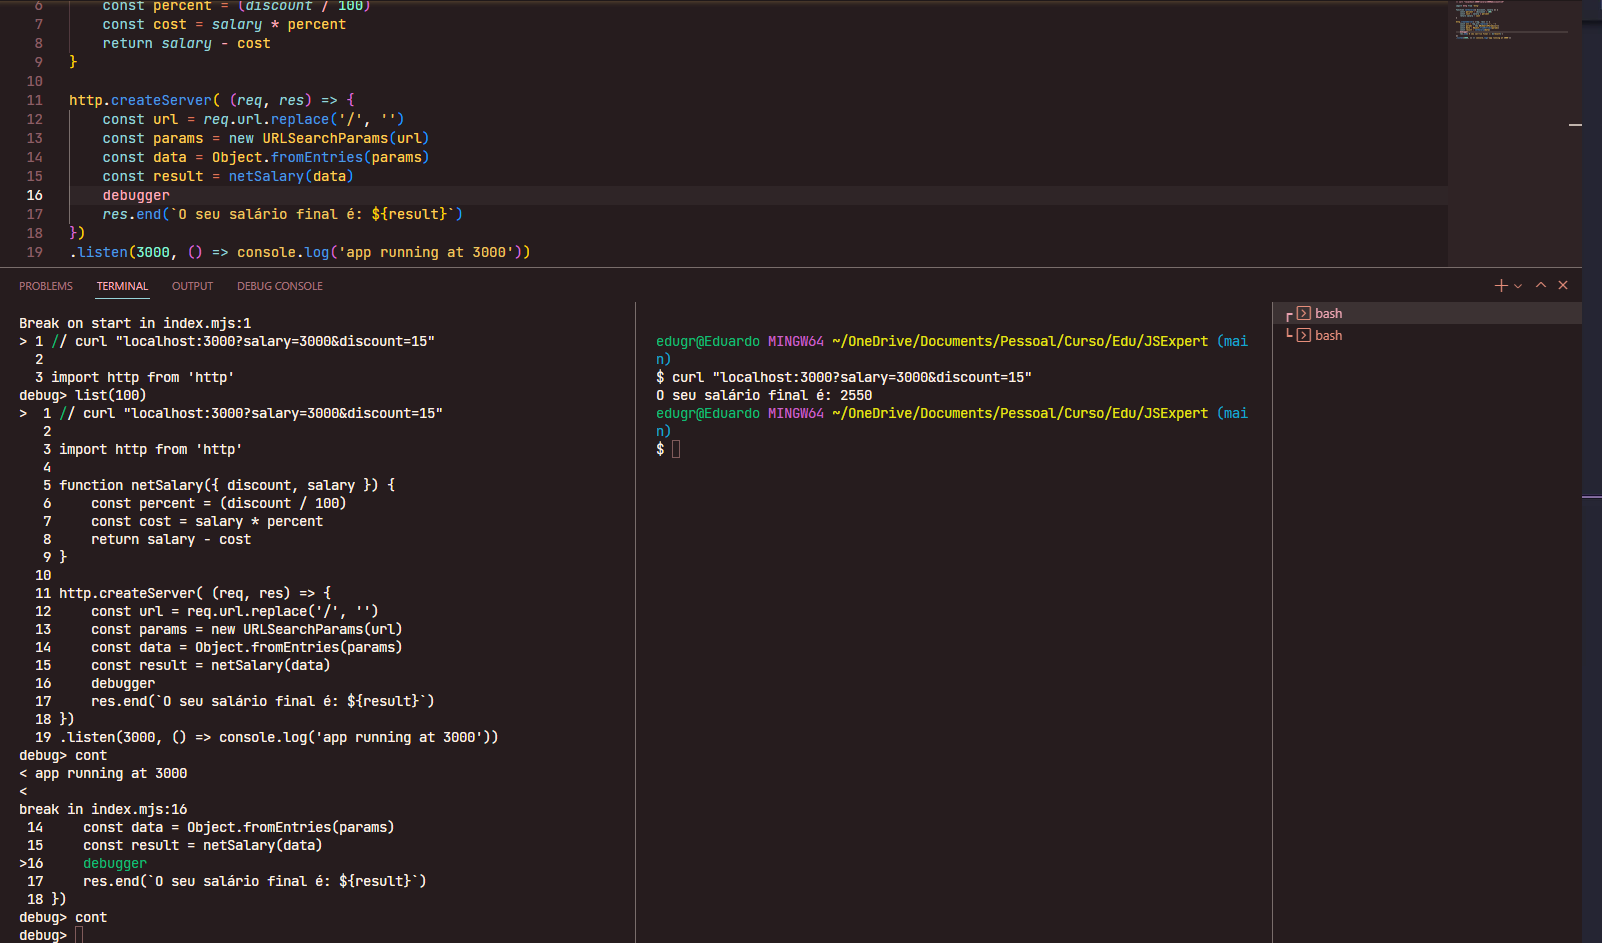 6 const percent = (discount / 100)
7 const cost = salary * percent
8 return salary - cost
9 }
10
11 http.createServer( (req, res) => {
12 const url = req.url.replace('/', '')
13 const params = new URLSearchParams(url)
14 const data = Object.fromEntries(params)
15 const result = netSalary(data)
16 debugger
17 res.end(`O seu salário final é: ${result}`)
18 })
19 .listen(3000, () => console.log('app running at 3000'))
PROBLEMS TERMINAL OUTPUT DEBUG CONSOLE
Break on start in index.mjs:1
> 1 // curl "localhost:3000?salary=3000&discount=15"
2
3 import http from 'http'
debug> list(100)
> 1 // curl "localhost:3000?salary=3000&discount=15"
2
3 import http from 'http'
4
5 function netSalary({ discount, salary }) {
6 const percent = (discount / 100)
7 const cost = salary * percent
8 return salary - cost
9 }
10
11 http.createServer( (req, res) => {
12 const url = req.url.replace('/', '')
13 const params = new URLSearchParams(url)
14 const data = Object.fromEntries(params)
15 const result = netSalary(data)
16 debugger
17 res.end(`O seu salário final é: ${result}`)
18 })
19 .listen(3000, () => console.log('app running at 3000'))
debug> cont
< app running at 3000
<
break in index.mjs:16
14 const data = Object.fromEntries(params)
15 const result = netSalary(data)
>16 debugger
17 res.end(`O seu salário final é: ${result}`)
18 })
debug> cont
debug>
edugr@Eduardo MINGW64 ~/OneDrive/Documents/Pessoal/Curso/Edu/JSExpert (mai
n)
$ curl "localhost:3000?salary=3000&discount=15"
O seu salário final é: 2550
edugr@Eduardo MINGW64 ~/OneDrive/Documents/Pessoal/Curso/Edu/JSExpert (mai
n)
$
bash
bash